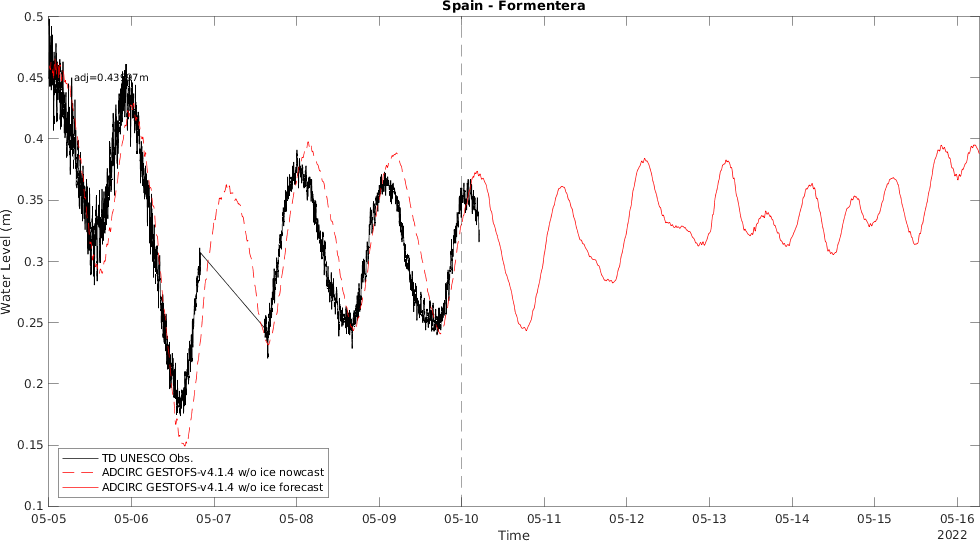 Spain - Formentera
0.5
0.45
0.4
0.35
0.3
0.25
0.2
0.15
0.1
Water Level (m)
TD UNESCO Obs.
ADCIRC GESTOFS-v4.1.4 w/o ice nowcast
ADCIRC GESTOFS-v4.1.4 w/o ice forecast
05-05 05-06 05-07 05-08 05-09 05-10 05-11 05-12 05-13 05-14 05-15 05-16
Time
2022